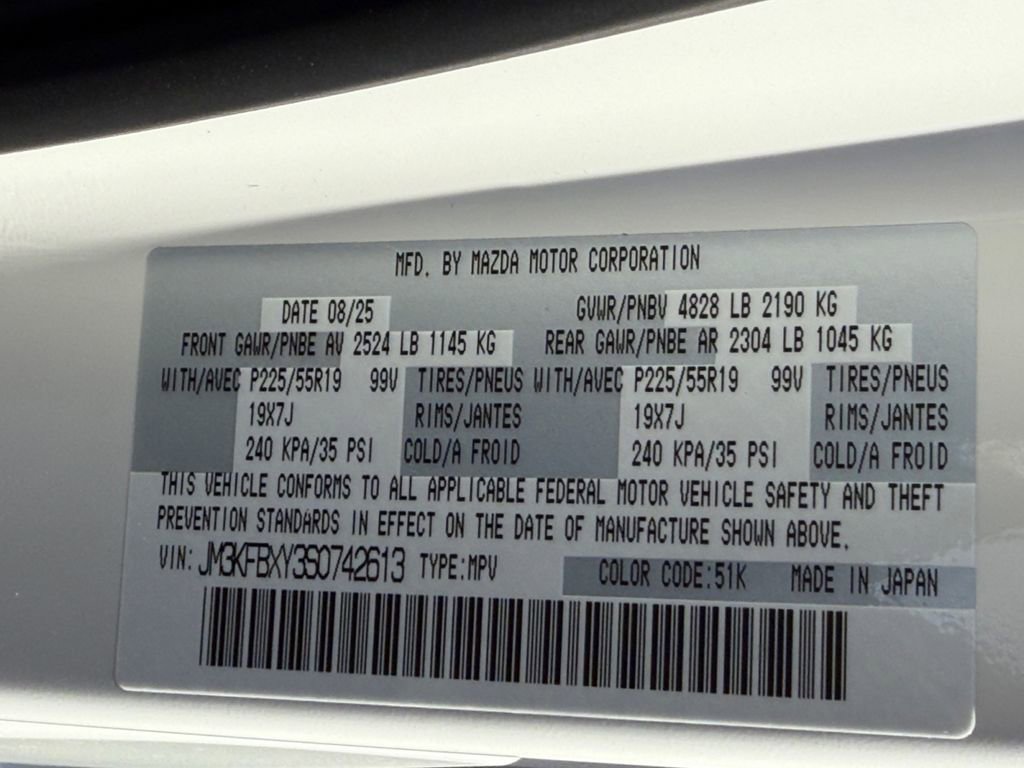 MFD. BY MAZDA MOTOR CORPORATION
DATE 08/25 GVWR/PNBV 4828 LB 2190 KG
FRONT GAWR/PNBE AV 2524 LB 1145 KG REAR GAWR/PNBE AR 2304 LB 1045 KG
WITH/AVEC P225/55R19 99V TIRES/PNEUS WITH/AVEC P225/55R19 99V TIRES/PNEUS
19X7J RIMS/JANTES 19X7J RIMS/JANTES
240 KPA/35 PSI COLD/A FROID 240 KPA/35 PSI COLD/A FROID
THIS VEHICLE CONFORMS TO ALL APPLICABLE FEDERAL MOTOR VEHICLE SAFETY AND THEFT
PREVENTION STANDARDS IN EFFECT ON THE DATE OF MANUFACTURE SHOWN ABOVE.
VIN: JM3KFBXY3S0742613 TYPE:MPV COLOR CODE:51K MADE IN JAPAN